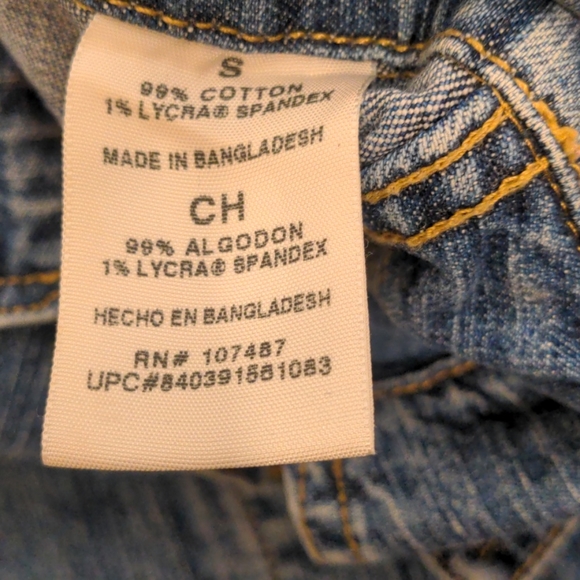 S
99% COTTON
1% LYCRA® SPANDEX
MADE IN BANGLADESH
CH
99% ALGODON
1% LYCRA® SPANDEX
HECHO EN BANGLADESH
RN# 107487
UPC#840391581083